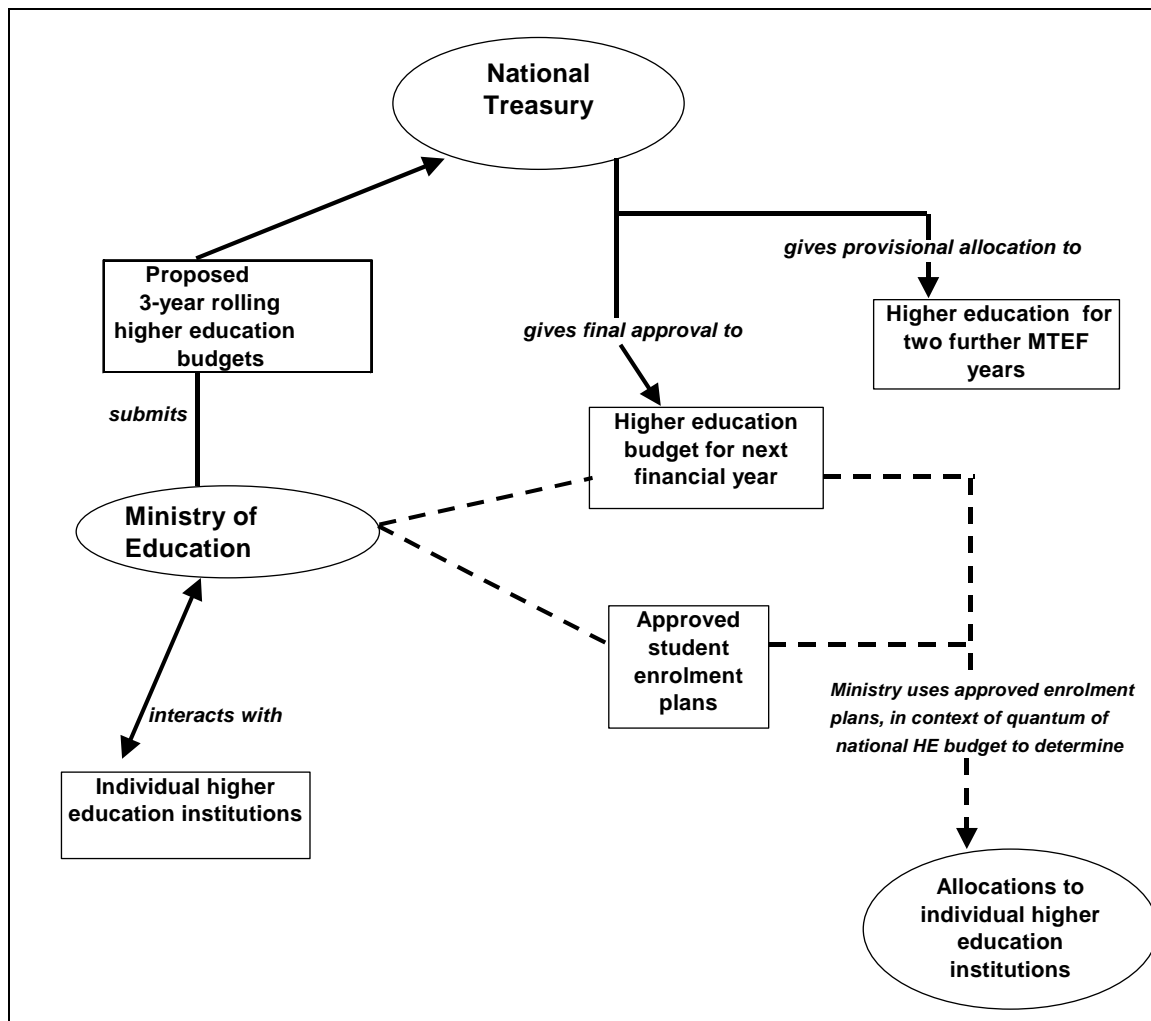 National
Treasury
gives provisional allocation to
Proposed
3-year rolling
higher education
budgets
Higher education for
two further MTEF
years
gives final approval to
submits
Higher education
budget for next
financial year
Ministry of
Education
Approved
student
enrolment
plans
Ministry uses approved enrolment
plans, in context of quantum of
national HE budget to determine
interacts with
Individual higher
education institutions
Allocations to
individual higher
education
institutions